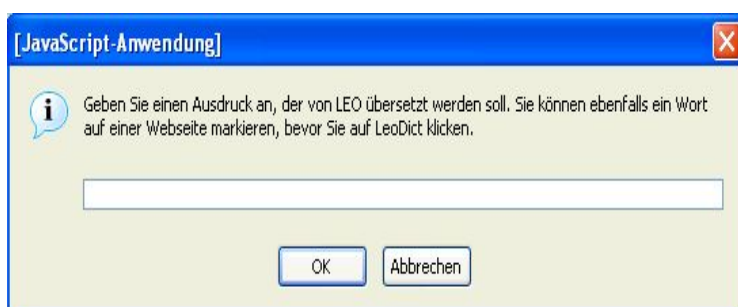 [JavaScript-Anwendung]
Geben Sie einen Ausdruck an, der von LEO übersetzt werden soll. Sie können ebenfalls ein Wort
auf einer Webseite markieren, bevor Sie auf LeoDict klicken.
OK
Abbrechen